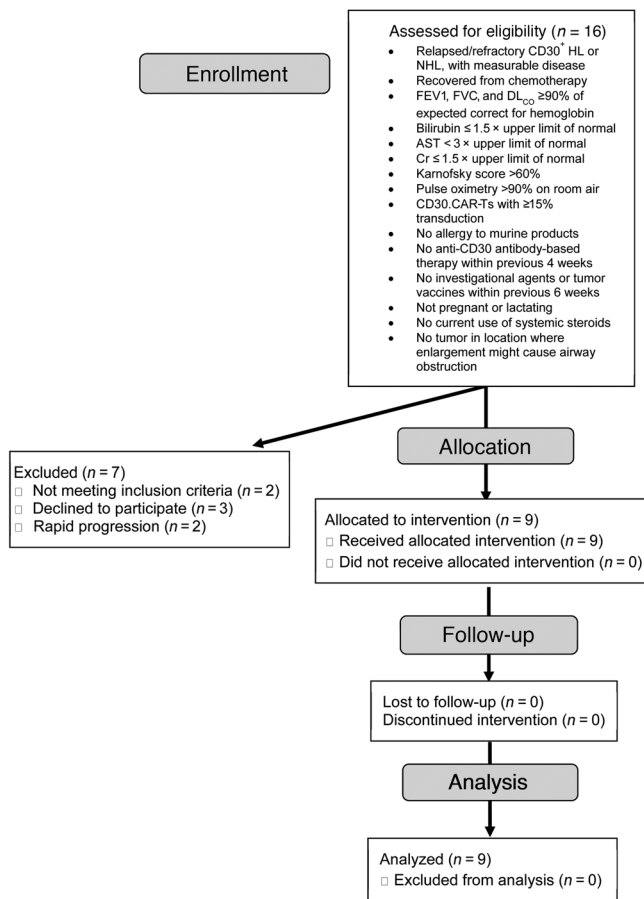 Enrollment
Assessed for eligibility (n = 16)
• Relapsed/refractory CD30+ HL or
NHL, with measurable disease
• Recovered from chemotherapy
• FEV1, FVC, and DLCO ≥90% of
expected correct for hemoglobin
• Bilirubin ≤ 1.5 × upper limit of normal
• AST < 3 × upper limit of normal
• Cr ≤ 1.5 × upper limit of normal
• Karnofsky score >60%
• Pulse oximetry >90% on room air
• CD30.CAR-Ts with ≥15%
transduction
• No allergy to murine products
• No anti-CD30 antibody-based
therapy within previous 4 weeks
• No investigational agents or tumor
vaccines within previous 6 weeks
• Not pregnant or lactating
• No current use of systemic steroids
• No tumor in location where
enlargement might cause airway
obstruction
Excluded (n = 7)
□ Not meeting inclusion criteria (n = 2)
□ Declined to participate (n = 3)
□ Rapid progression (n = 2)
Allocation
Allocated to intervention (n = 9)
□ Received allocated intervention (n = 9)
□ Did not receive allocated intervention (n = 0)
Follow-up
Lost to follow-up (n = 0)
Discontinued intervention (n = 0)
Analysis
Analyzed (n = 9)
□ Excluded from analysis (n = 0)